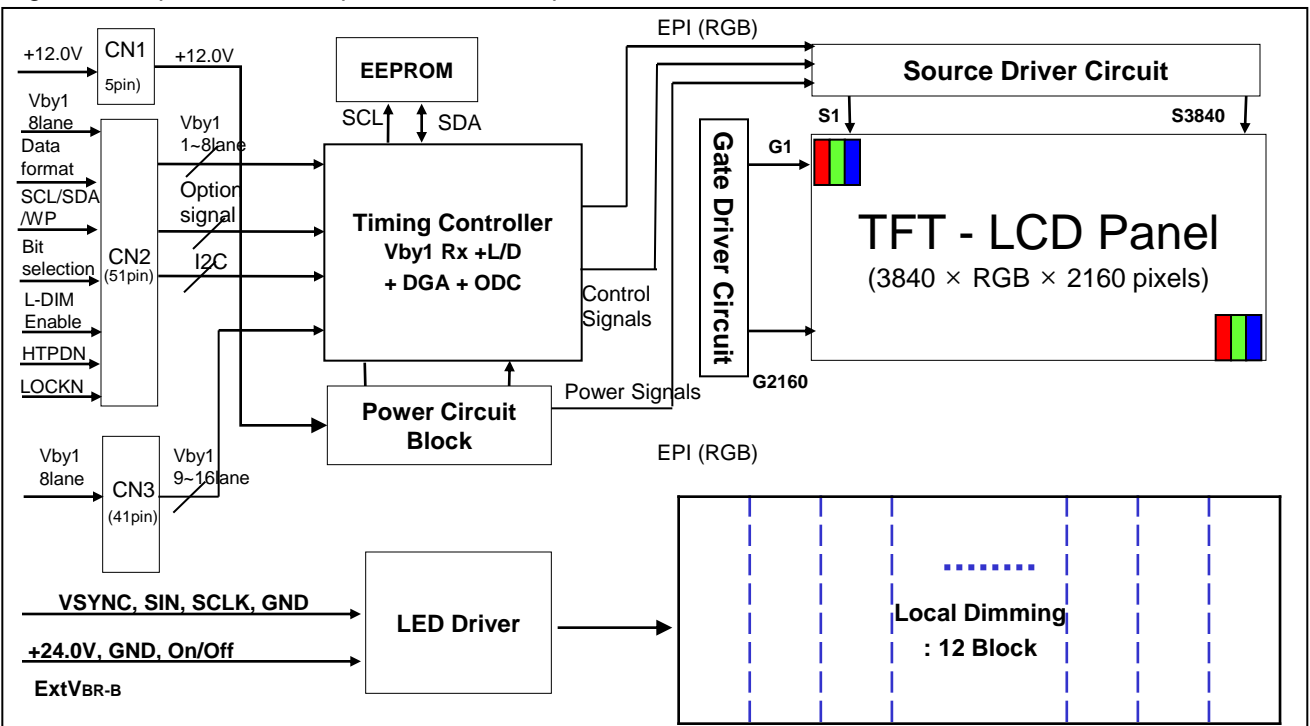 EPI (RGB)
+12.0V
CN1
5pin)
+12.0V
EEPROM
Source Driver Circuit
Vby1
8lane
Data
format
SCL/SDA
/WP
Bit
selection
L-DIM
Enable
HTPDN
LOCKN
CN2
(51pin)
Vby1
1~8lane
Option
signal
I2C
SCL
SDA
Timing Controller
Vby1 Rx +L/D
+ DGA + ODC
Control
Signals
Power Signals
Power Circuit
Block
S1
S3840
G1
Gate Driver Circuit
G2160
TFT - LCD Panel
(3840 × RGB × 2160 pixels)
Vby1
8lane
CN3
(41pin)
Vby1
9~16lane
EPI (RGB)
VSYNC, SIN, SCLK, GND
+24.0V, GND, On/Off
ExtVBR-B
LED Driver
Local Dimming
: 12 Block